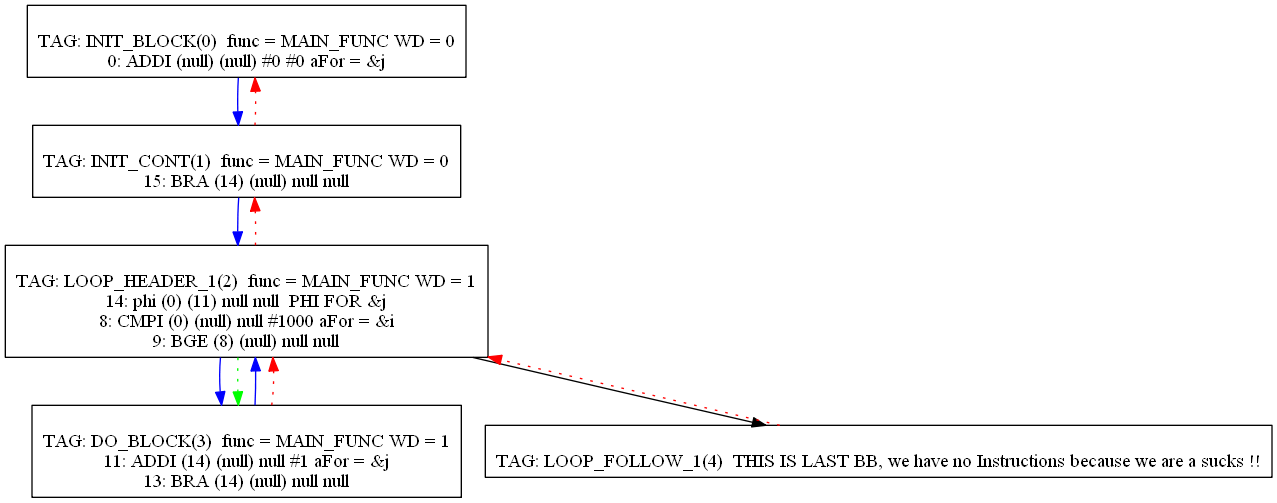 TAG: INIT_BLOCK(0) func = MAIN_FUNC WD = 0
0: ADDI (null) (null) #0 #0 aFor = &j
TAG: INIT_CONT(1) func = MAIN_FUNC WD = 0
15: BRA (14) (null) null null
TAG: LOOP_HEADER_1(2) func = MAIN_FUNC WD = 1
14: phi (0) (11) null null PHI FOR &j
8: CMPI (0) (null) null #1000 aFor = &i
9: BGE (8) (null) null null
TAG: DO_BLOCK(3) func = MAIN_FUNC WD = 1
11: ADDI (14) (null) null #1 aFor = &j
13: BRA (14) (null) null null
TAG: LOOP_FOLLOW_1(4) THIS IS LAST BB, we have no Instructions because we are a sucks !!